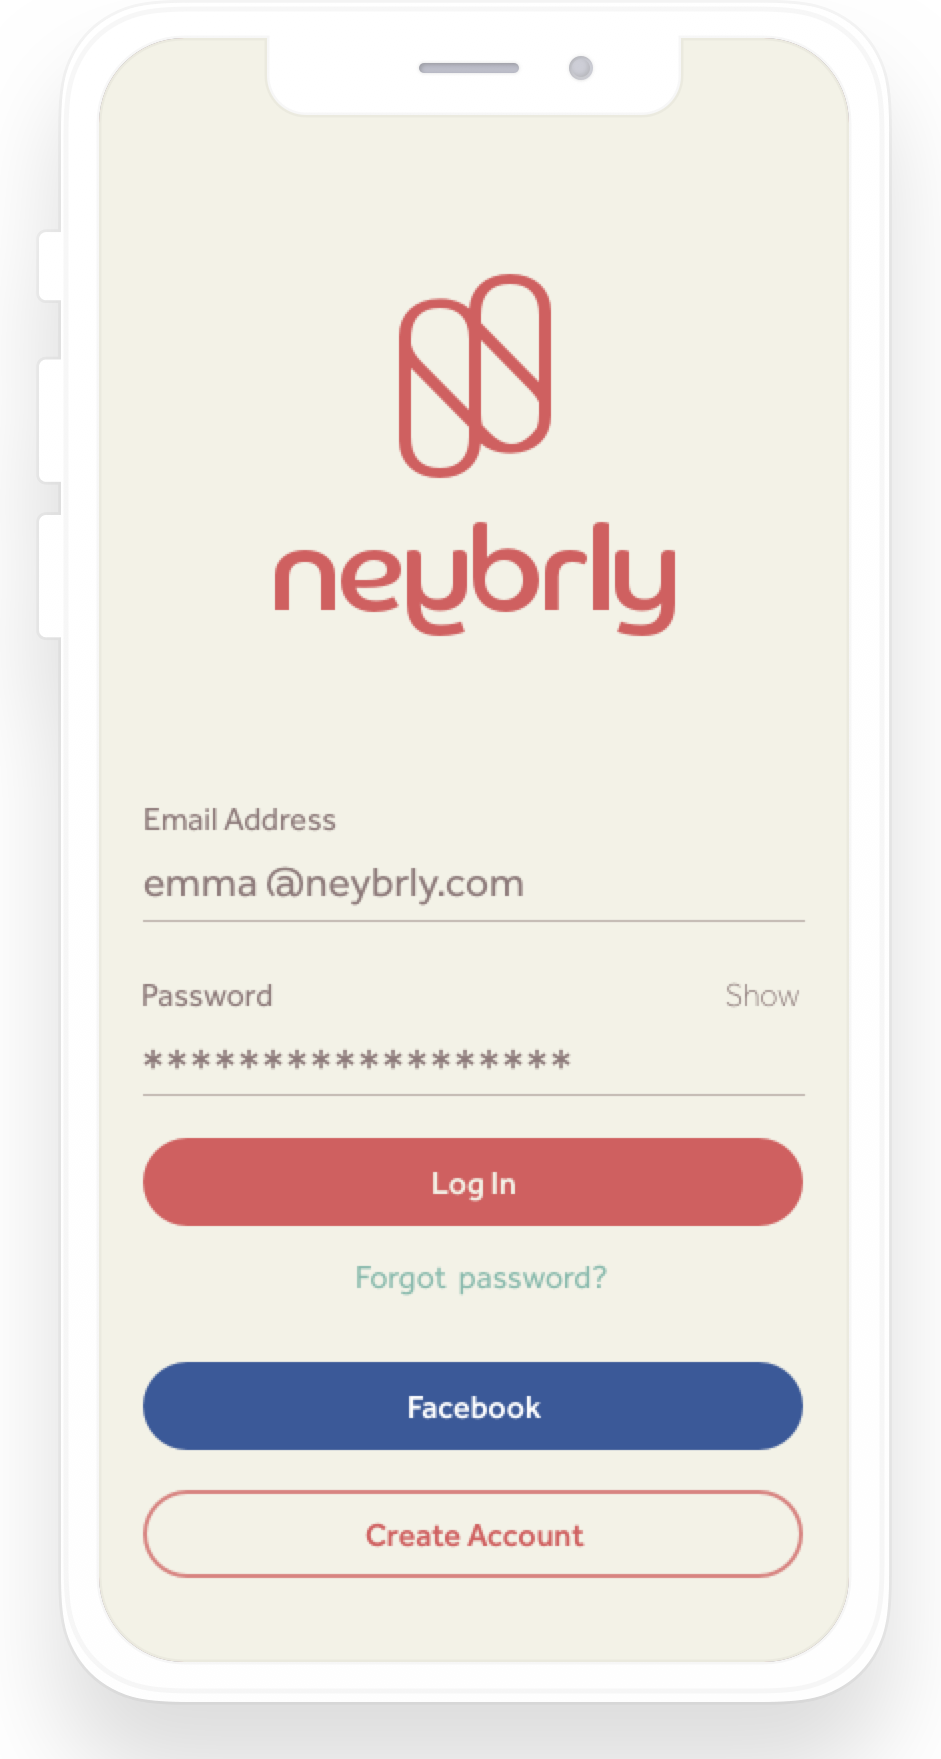 neybrly
Email Address
emma @neybrly.com
Password Show
******************
Log In
Forgot password?
Facebook
Create Account